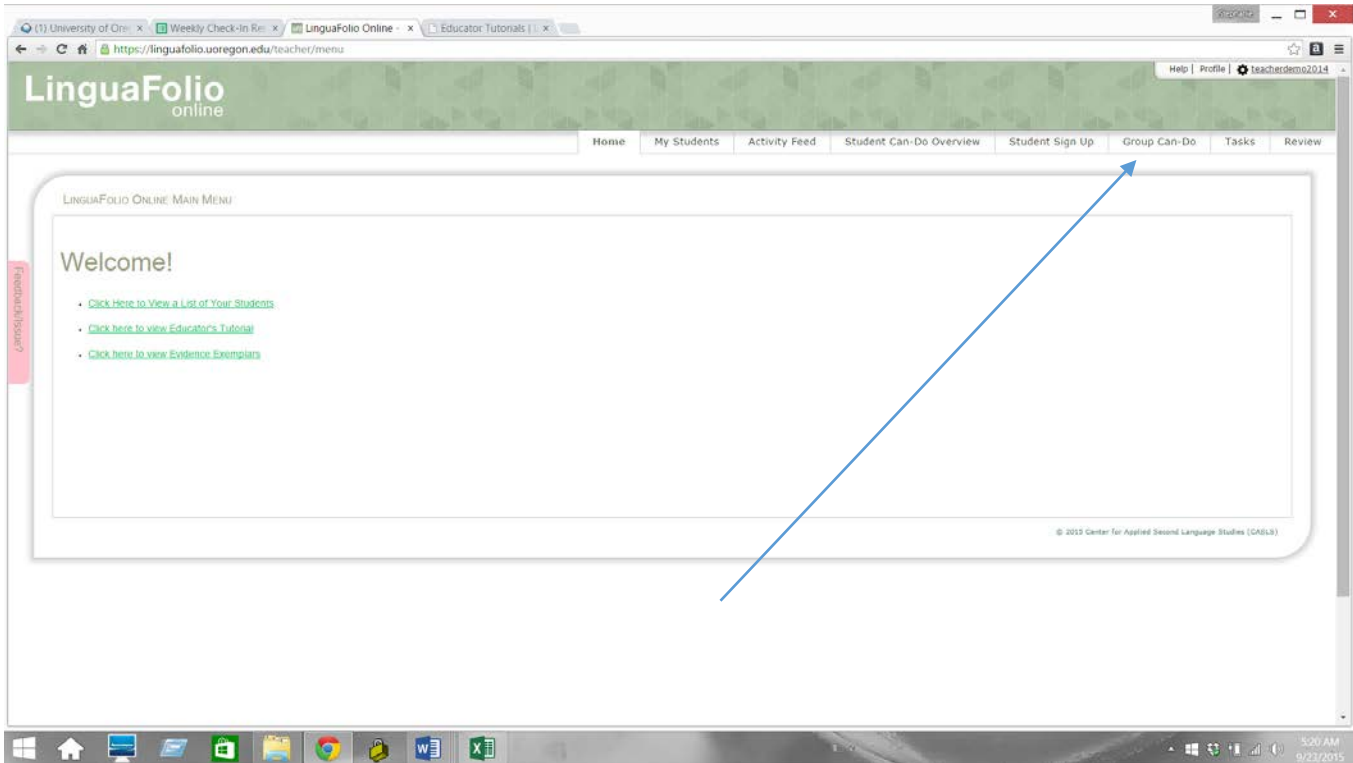 (1) University of Ore
Weekly Check-In Re
LinguaFolio Online -
Educator Tutorials | L
https://linguafolio.uoregon.edu/teacher/menu
Help | Profile | teacherdemo2014
LinguaFolio
online
Home My Students Activity Feed Student Can-Do Overview Student Sign Up Group Can-Do Tasks Review
LinguaFolio Online Main Menu
Welcome!
Click Here to View a List of Your Students
Click here to view Educator's Tutorial
Click here to view Evidence Exemplars
Feedback/Issue?
© 2015 Center for Applied Second Language Studies (CASLS)
5:20 AM
9/23/2015